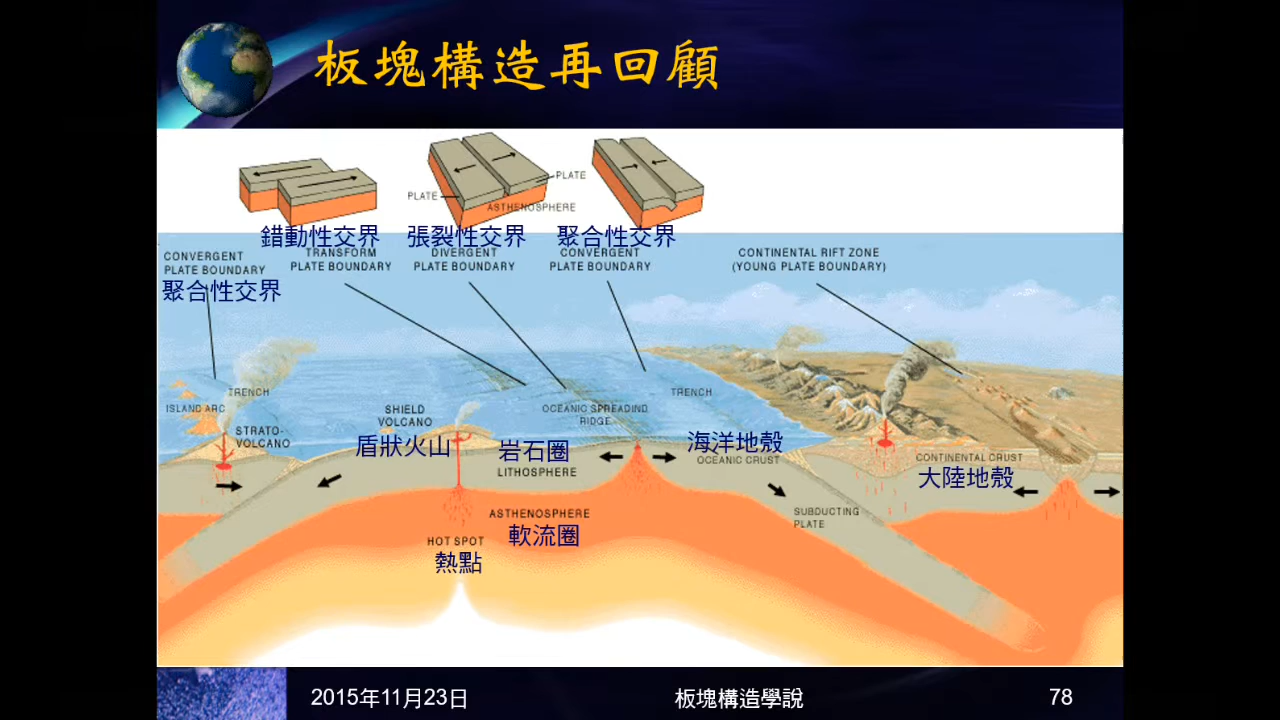 板塊構造再回顧
PLATE
PLATE
ASTHENOSPHERE
錯動性交界
張裂性交界
聚合性交界
CONVERGENT
PLATE BOUNDARY
聚合性交界
TRANSFORM
PLATE BOUNDARY
DIVERGENT
PLATE BOUNDARY
CONVERGENT
PLATE BOUNDARY
CONTINENTAL RIFT ZONE
(YOUNG PLATE BOUNDARY)
TRENCH
ISLAND ARC
STRATO-
VOLCANO
SHIELD
VOLCANO
盾狀火山
OCEANIC SPREADING
RIDGE
TRENCH
岩石圈
LITHOSPHERE
海洋地殼
OCEANIC CRUST
CONTINENTAL CRUST
大陸地殼
SUBDUCTING
PLATE
ASTHENOSPHERE
軟流圈
HOT SPOT
熱點
2015年11月23日
板塊構造學說
78